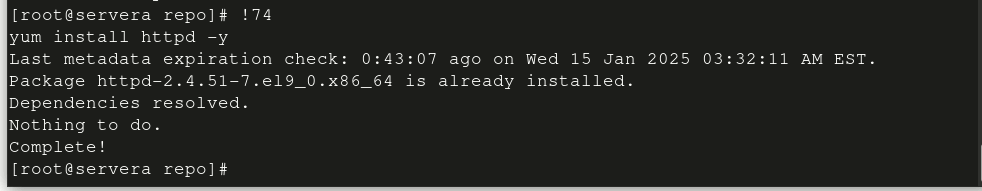 [root@servera repo]# !74
yum install httpd -y
Last metadata expiration check: 0:43:07 ago on Wed 15 Jan 2025 03:32:11 AM EST.
Package httpd-2.4.51-7.el9_0.x86_64 is already installed.
Dependencies resolved.
Nothing to do.
Complete!
[root@servera repo]#